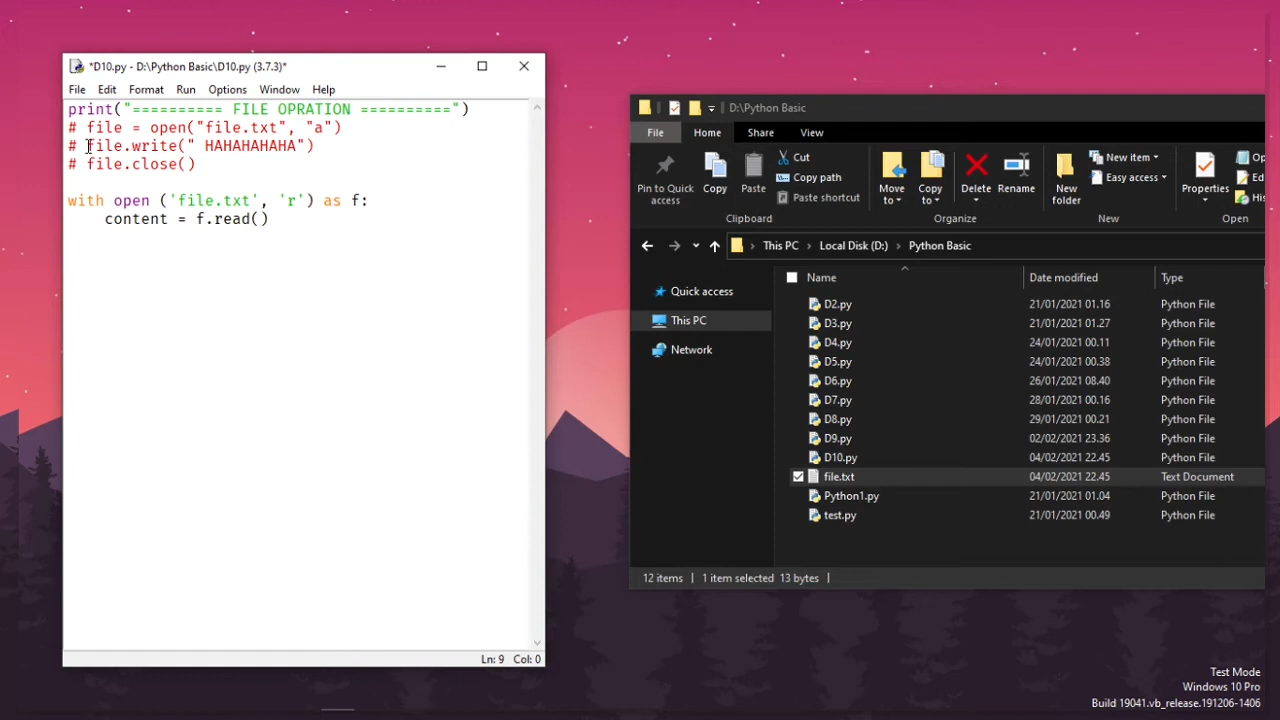 *D10.py - D:\Python Basic\D10.py (3.7.3)*
File Edit Format Run Options Window Help
print("========== FILE OPRATION ==========")
# file = open("file.txt", "a")
# file.write(" HAHAHAHAHA")
# file.close()
with open ('file.txt', 'r') as f:
    content = f.read()
Ln: 9 Col: 0
D:\Python Basic
File Home Share View
Pin to Quick access
Copy
Paste
Cut
Copy path
Paste shortcut
Clipboard
Move to
Copy to
Delete
Rename
Organize
New folder
New item
Easy access
New
Properties
Op
Ed
His
Open
This PC > Local Disk (D:) > Python Basic
Quick access
This PC
Network
Name Date modified Type
D2.py 21/01/2021 01.16 Python File
D3.py 21/01/2021 01.27 Python File
D4.py 24/01/2021 00.11 Python File
D5.py 24/01/2021 00.38 Python File
D6.py 26/01/2021 08.40 Python File
D7.py 28/01/2021 00.16 Python File
D8.py 29/01/2021 00.21 Python File
D9.py 02/02/2021 23.36 Python File
D10.py 04/02/2021 22.45 Python File
file.txt 04/02/2021 22.45 Text Document
Python1.py 21/01/2021 01.04 Python File
test.py 21/01/2021 00.49 Python File
12 items 1 item selected 13 bytes
Test Mode
Windows 10 Pro
Build 19041.vb_release.191206-1406